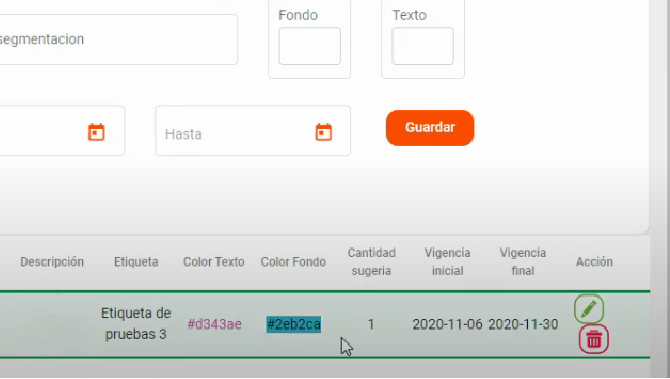 Fondo
Texto
segmentacion
Hasta
Guardar
Descripción Etiqueta Color Texto Color Fondo Cantidad sugeria Vigencia inicial Vigencia final Acción
Etiqueta de
pruebas 3
#d343ae #2eb2ca 1 2020-11-06 2020-11-30